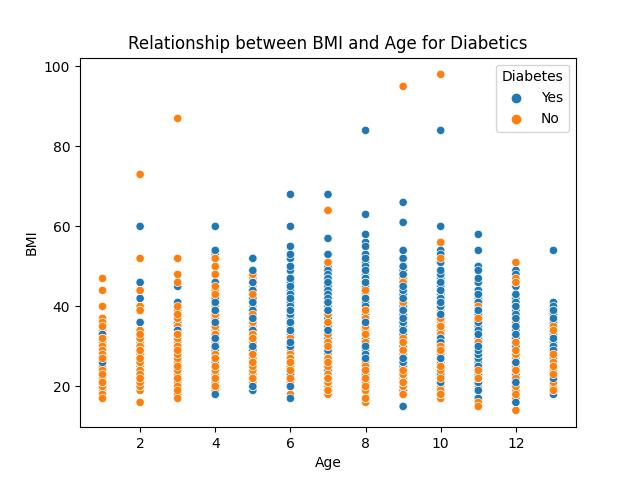 Relationship between BMI and Age for Diabetics
100
80
60
40
20
BMI
2 4 6 8 10 12
Age
Diabetes
Yes
No